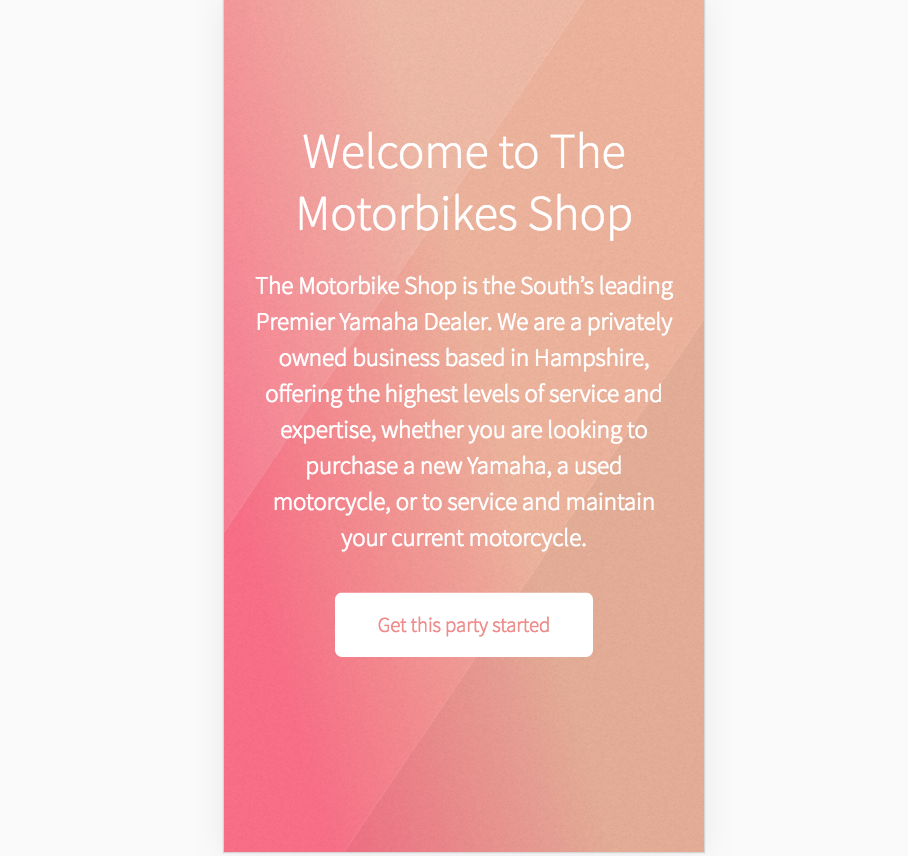 Welcome to The
Motorbikes Shop
The Motorbike Shop is the South’s leading
Premier Yamaha Dealer. We are a privately
owned business based in Hampshire,
offering the highest levels of service and
expertise, whether you are looking to
purchase a new Yamaha, a used
motorcycle, or to service and maintain
your current motorcycle.
Get this party started